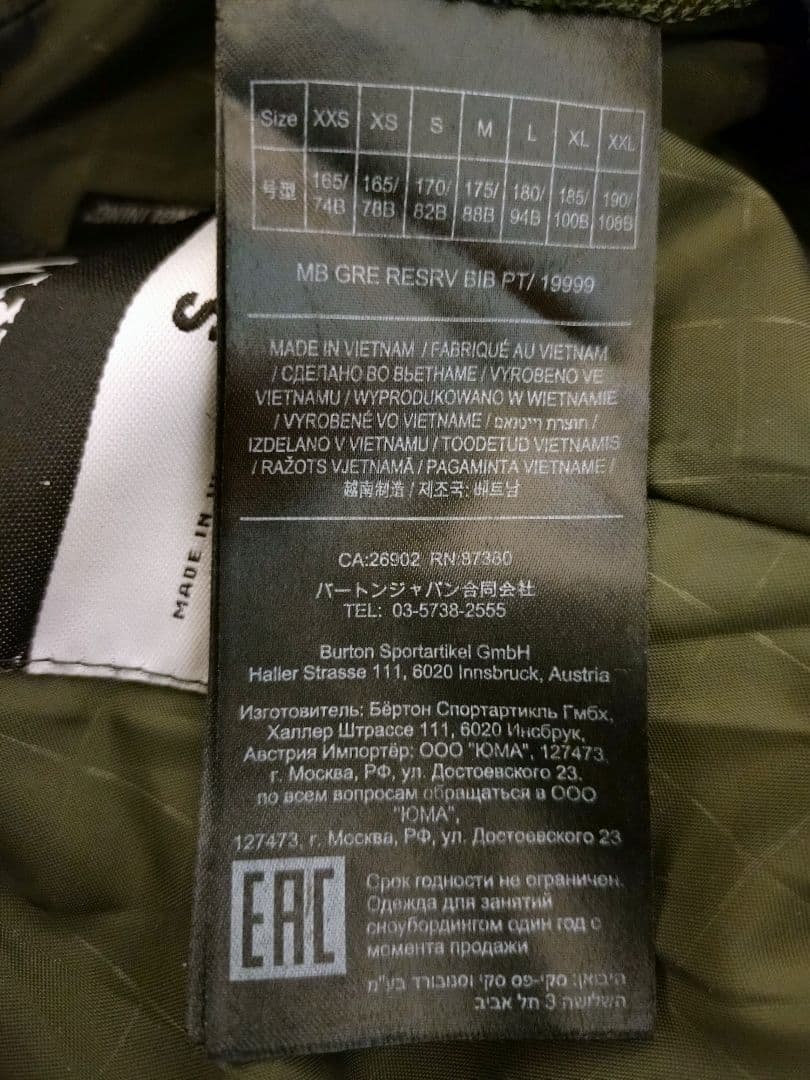 Size XXS XS S M L XL XXL
号型 165/74B 165/78B 170/82B 175/88B 180/94B 185/100B 190/108B
MB GRE RESRV BIB PT/ 19999
MADE IN VIETNAM / FABRIQUÉ AU VIETNAM
/ СДЕЛАНО ВО ВЬЕТНАМЕ / VYROBENO VE
VIETNAMU / WYPRODUKOWANO W WIETNAMIE
/ VYROBENÉ VO VIETNAME / תוצרת וייטנאם /
IZDELANO V VIETNAMU / TOODETUD VIETNAMIS
/ RAŽOTS VJETNAMĀ / PAGAMINTA VIETNAME /
越南制造 / 제조국: 베트남
CA:26902 RN:87380
バートンジャパン合同会社
TEL: 03-5738-2555
Burton Sportartikel GmbH
Haller Strasse 111, 6020 Innsbruck, Austria
Изготовитель: Бёртон Спортартикль Гмбх,
Халлер Штрассе 111, 6020 Инсбрук,
Австрия Импортёр: ООО "ЮМА", 127473,
г. Москва, РФ, ул. Достоевского 23,
по всем вопросам обращаться в ООО
"ЮМА",
127473, г. Москва, РФ, ул. Достоевского 23
EAC
Срок годности не ограничен.
Одежда для занятий
сноубордингом один год с
момента продажи
היבואן: סקי-פס סקי וסנובורד בע"מ
השלושה 3 תל אביב
MADE IN
S